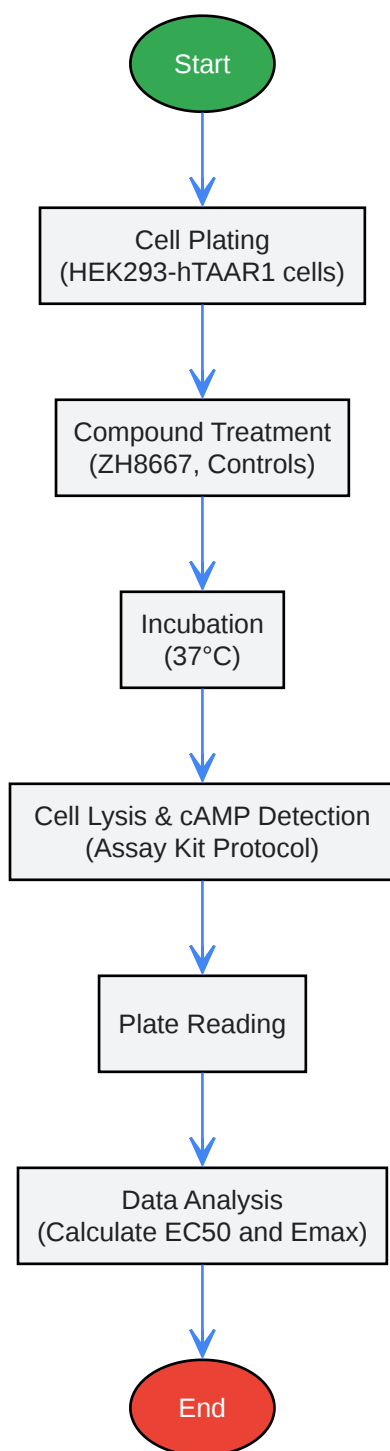 Start
Cell Plating
(HEK293-hTAAR1 cells)
Compound Treatment
(ZH8667, Controls)
Incubation
(37°C)
Cell Lysis & cAMP Detection
(Assay Kit Protocol)
Plate Reading
Data Analysis
(Calculate EC50 and Emax)
End